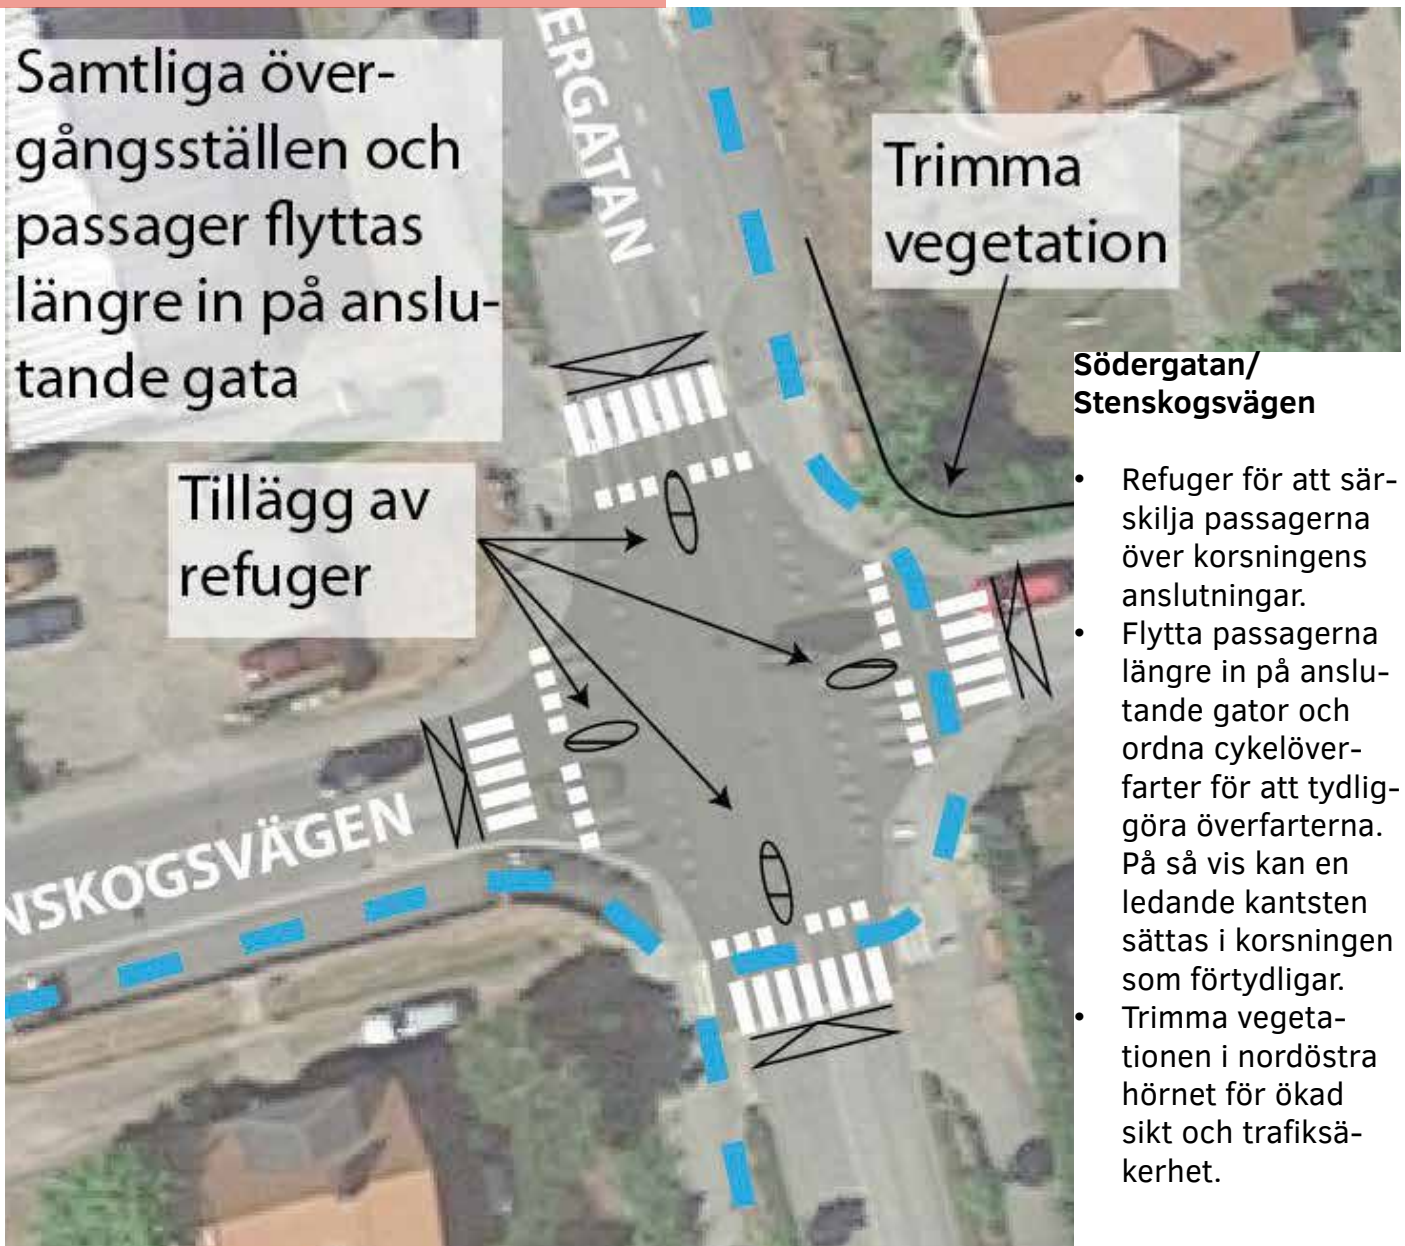 Samtliga över-
gångsställen och
passager flyttas
längre in på anslu-
tande gata
ERGATAN
Trimma
vegetation
Tillägg av
refuger
NSKOGSVÄGEN
Södergatan/
Stenskogsvägen
• Refuger för att sär-
skilja passagerna
över korsningens
anslutningar.
• Flytta passagerna
längre in på anslu-
tande gator och
ordna cykelöver-
farter för att tydlig-
göra överfarterna.
På så vis kan en
ledande kantsten
sättas i korsningen
som förtydligar.
• Trimma vegeta-
tionen i nordöstra
hörnet för ökad
sikt och trafiksä-
kerhet.